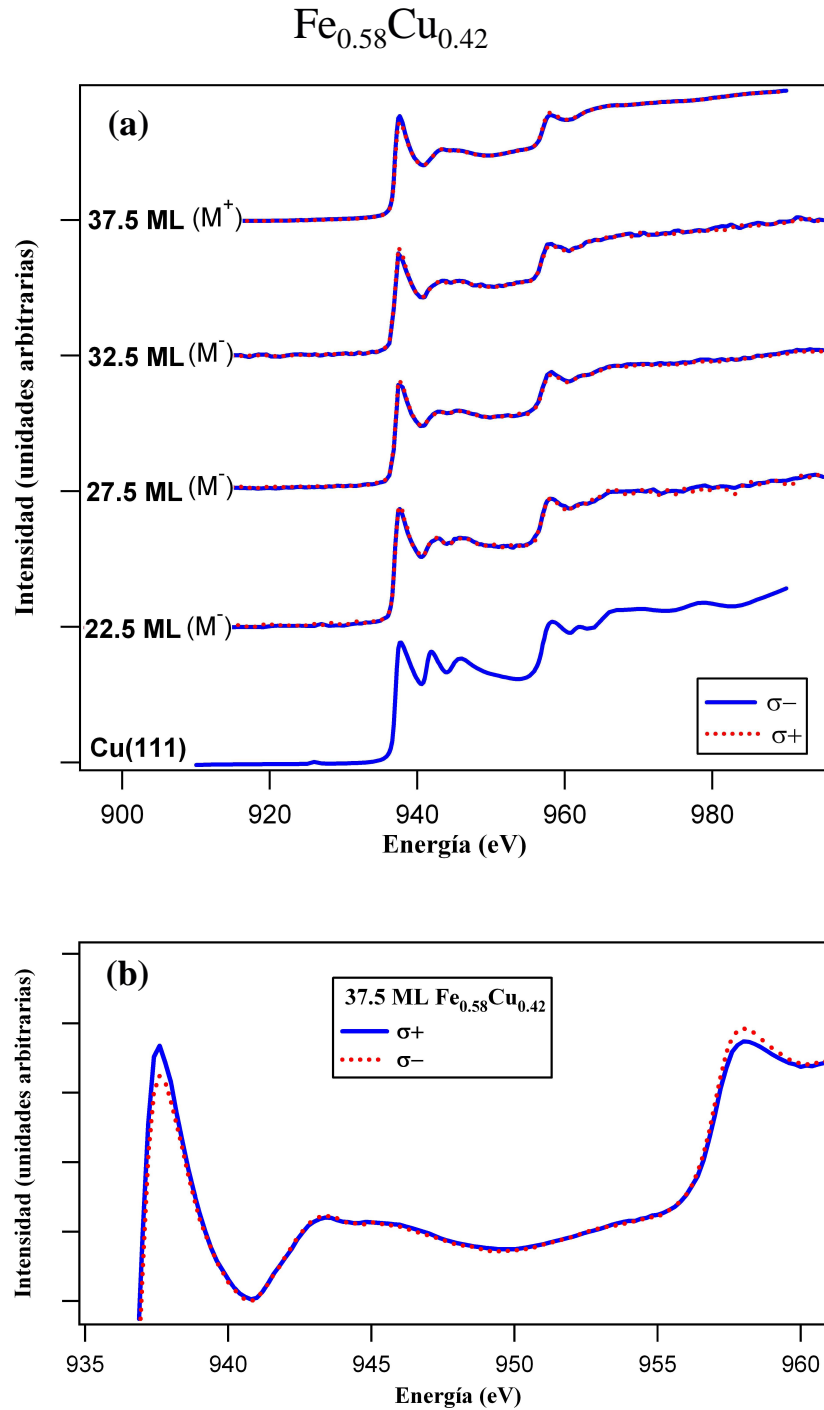 Fe0.58Cu0.42
(a)
37.5 ML (M+)
32.5 ML (M-)
27.5 ML (M-)
22.5 ML (M-)
Cu(111)
Intensidad (unidades arbitrarias)
σ−
σ+
900 920 940 960 980
Energía (eV)
(b)
37.5 ML Fe0.58Cu0.42
σ+
σ−
Intensidad (unidades arbitrarias)
935 940 945 950 955 960
Energía (eV)